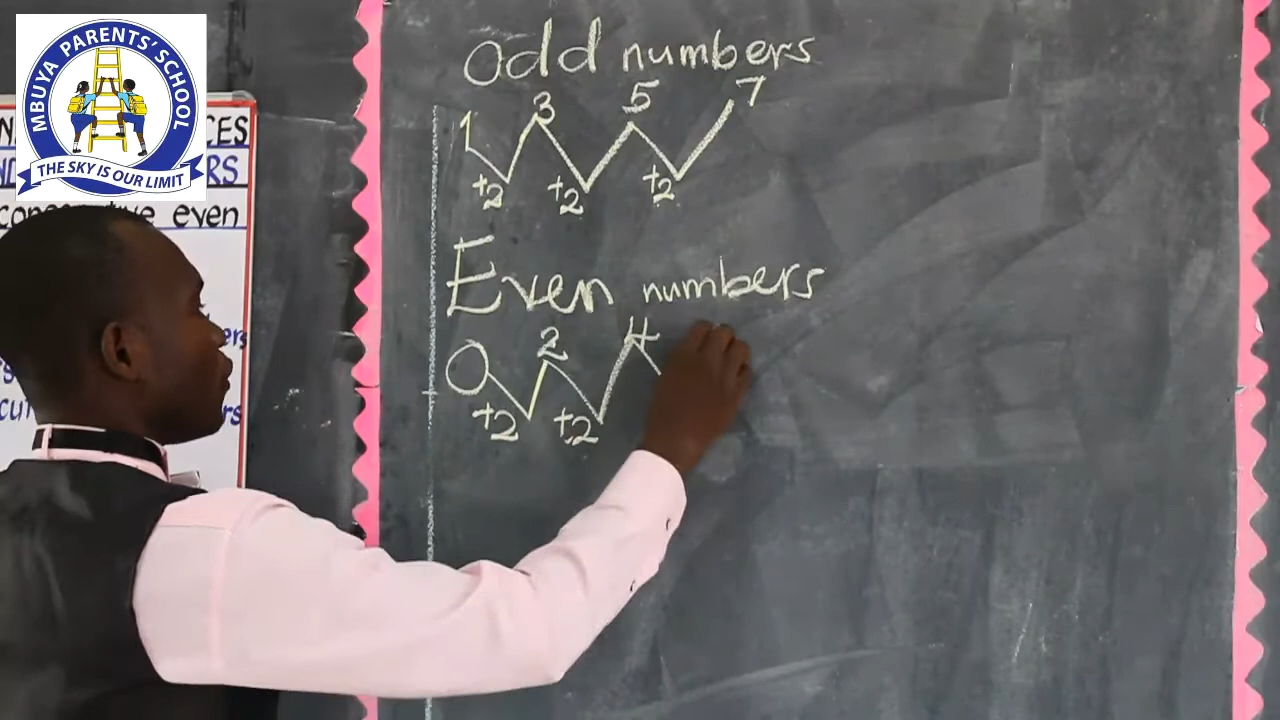 MBUYA PARENTS' SCHOOL
THE SKY IS OUR LIMIT
even
Odd numbers
1 3 5 7
+2 +2 +2
Even numbers
0 2 4
+2 +2